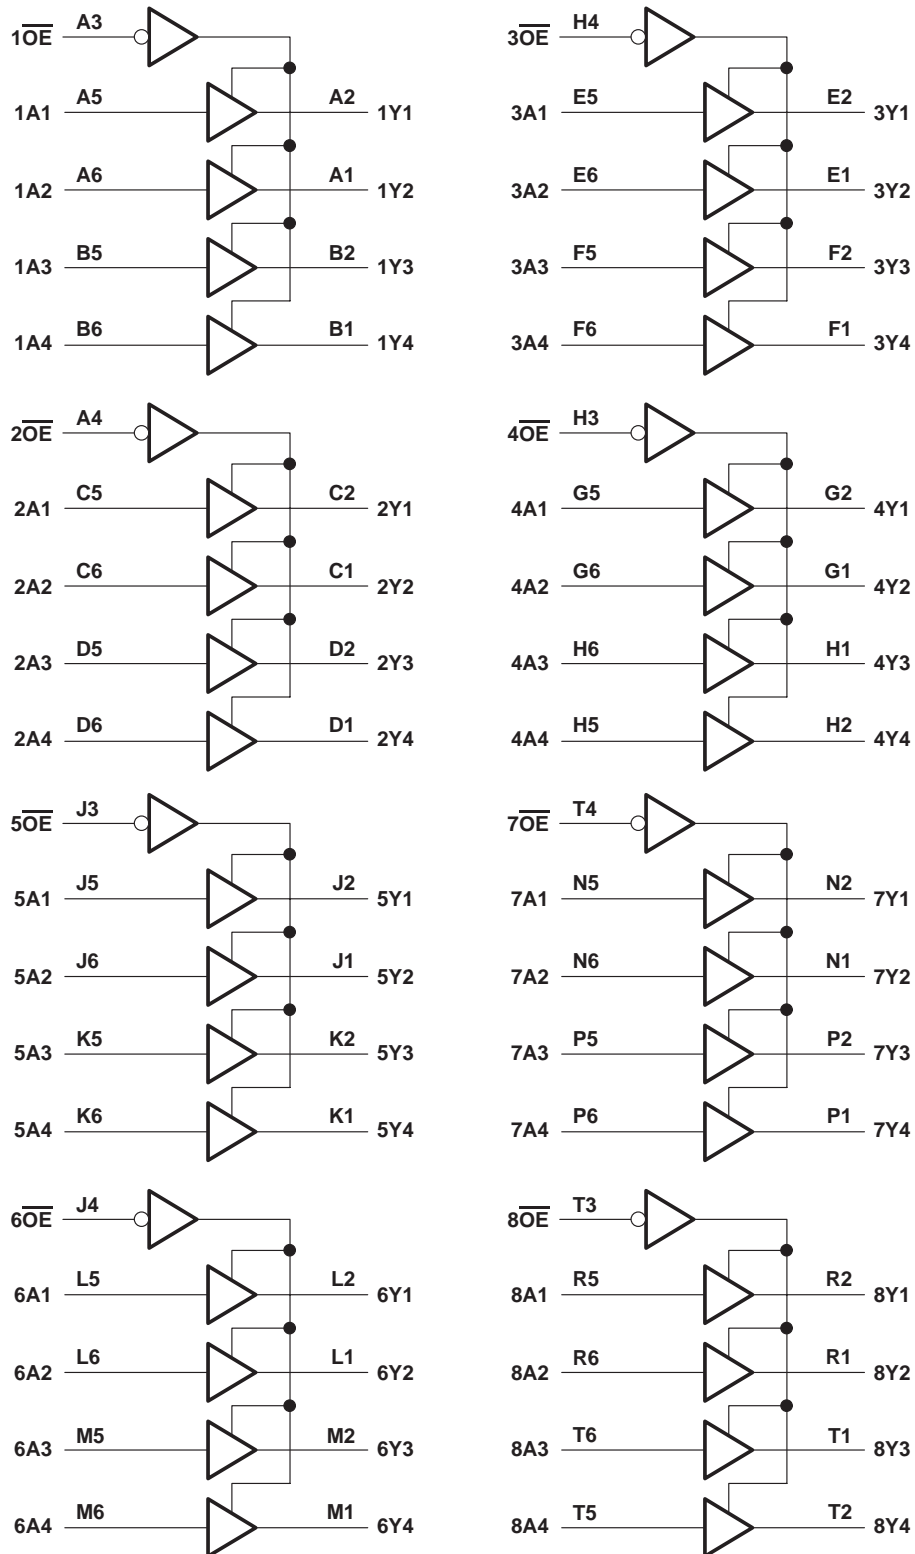 1OE A3
1A1 A5 A2 1Y1
1A2 A6 A1 1Y2
1A3 B5 B2 1Y3
1A4 B6 B1 1Y4
3OE H4
3A1 E5 E2 3Y1
3A2 E6 E1 3Y2
3A3 F5 F2 3Y3
3A4 F6 F1 3Y4
2OE A4
2A1 C5 C2 2Y1
2A2 C6 C1 2Y2
2A3 D5 D2 2Y3
2A4 D6 D1 2Y4
4OE H3
4A1 G5 G2 4Y1
4A2 G6 G1 4Y2
4A3 H6 H1 4Y3
4A4 H5 H2 4Y4
5OE J3
5A1 J5 J2 5Y1
5A2 J6 J1 5Y2
5A3 K5 K2 5Y3
5A4 K6 K1 5Y4
7OE T4
7A1 N5 N2 7Y1
7A2 N6 N1 7Y2
7A3 P5 P2 7Y3
7A4 P6 P1 7Y4
6OE J4
6A1 L5 L2 6Y1
6A2 L6 L1 6Y2
6A3 M5 M2 6Y3
6A4 M6 M1 6Y4
8OE T3
8A1 R5 R2 8Y1
8A2 R6 R1 8Y2
8A3 T6 T1 8Y3
8A4 T5 T2 8Y4